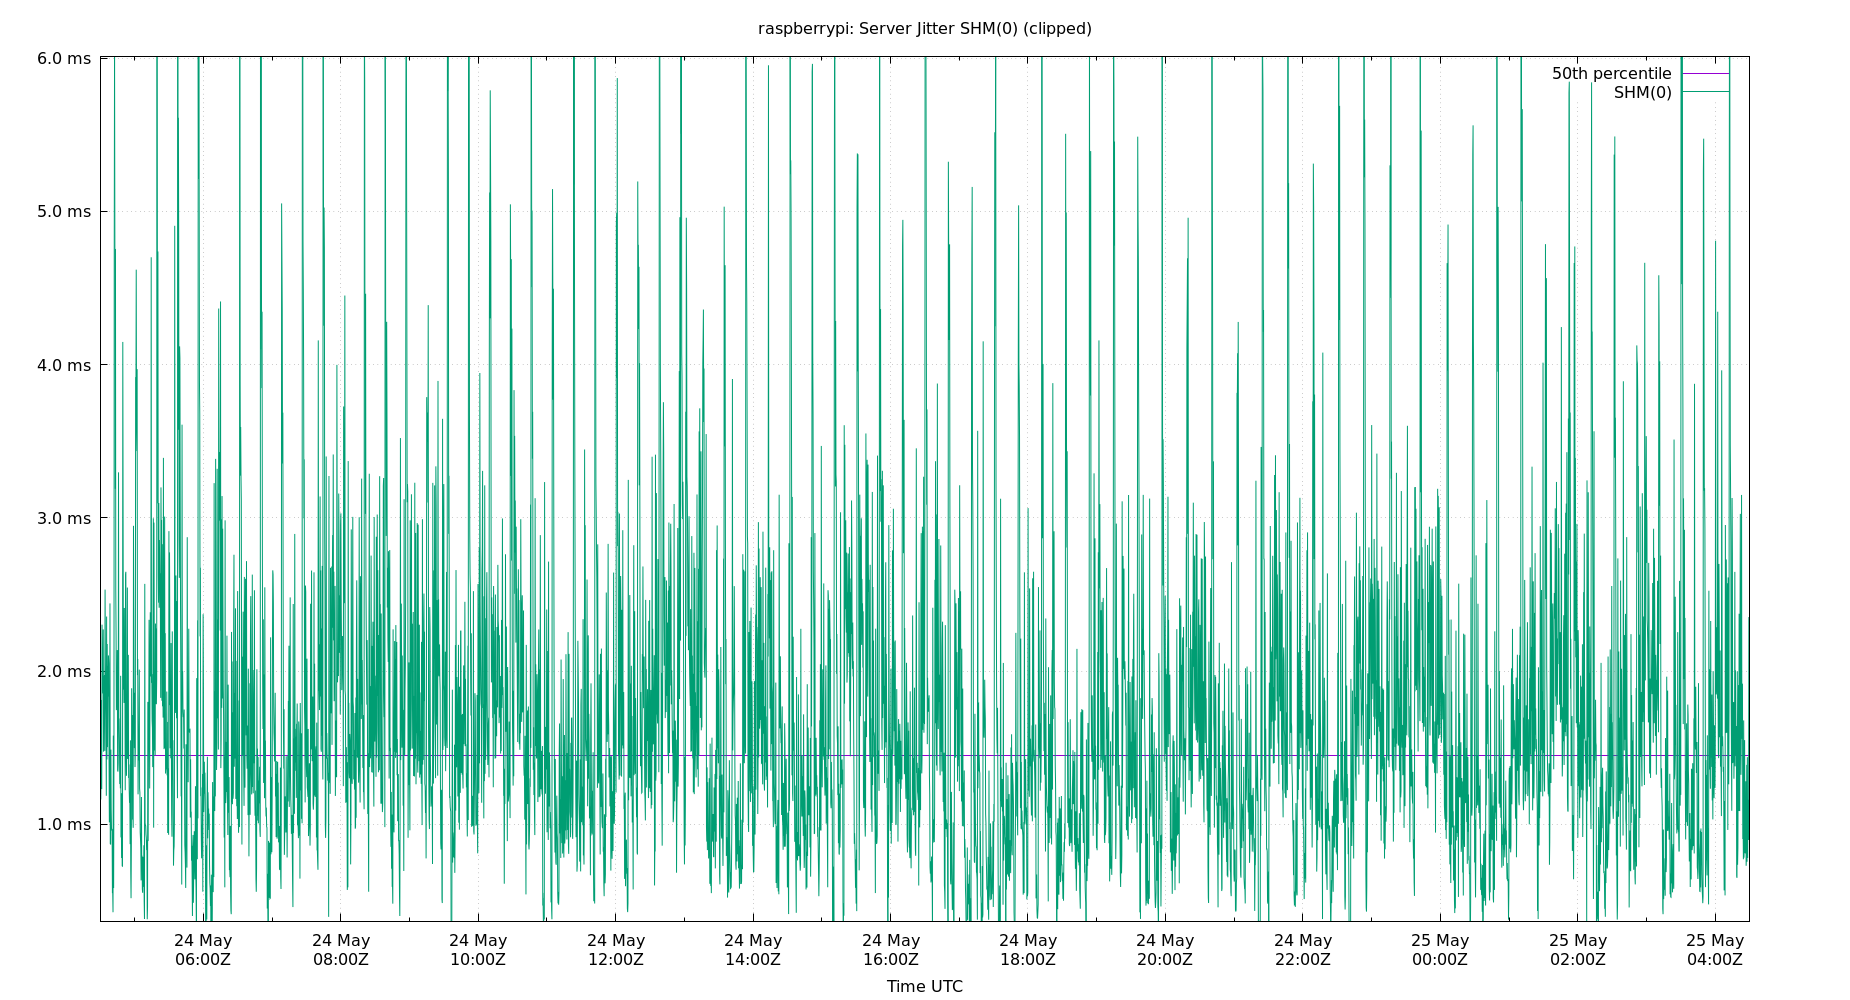 raspberrypi: Server Jitter SHM(0) (clipped)
6.0 ms
5.0 ms
4.0 ms
3.0 ms
2.0 ms
1.0 ms
50th percentile
SHM(0)
24 May 24 May 24 May 24 May 24 May 24 May 24 May 24 May 24 May 25 May 25 May 25 May
06:00Z 08:00Z 10:00Z 12:00Z 14:00Z 16:00Z 18:00Z 20:00Z 22:00Z 00:00Z 02:00Z 04:00Z
Time UTC